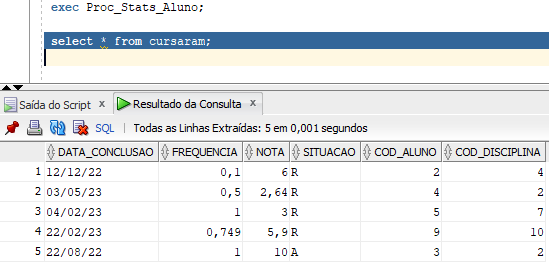 exec Proc_Stats_Aluno;
select * from cursaram;
Saída do Script x Resultado da Consulta x
SQL | Todas as Linhas Extraídas: 5 em 0,001 segundos
DATA_CONCLUSAO FREQUENCIA NOTA SITUACAO COD_ALUNO COD_DISCIPLINA
1 12/12/22 0,1 6 R 2 4
2 03/05/23 0,5 2,64 R 4 2
3 04/02/23 1 3 R 5 7
4 22/02/23 0,749 5,9 R 9 10
5 22/08/22 1 10 A 3 2